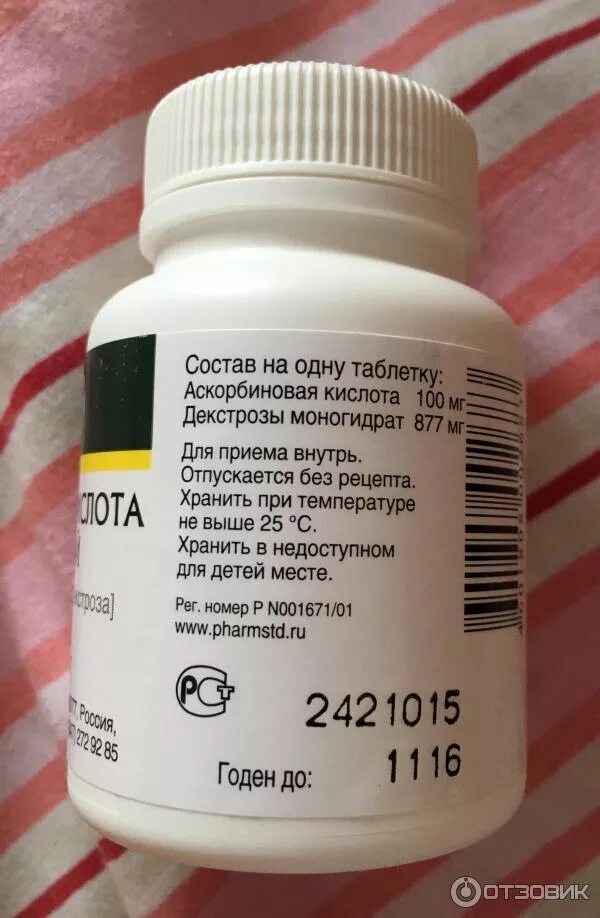 Состав на одну таблетку:
Аскорбиновая кислота 100 мг
Декстрозы моногидрат 877 мг
Для приема внутрь.
Отпускается без рецепта.
Хранить при температуре
не выше 25 °C.
Хранить в недоступном
для детей месте.
Рег. номер Р N001671/01
www.pharmstd.ru
РСТ
2421015
Годен до: 1116
Россия,
272 92 85
ОТЗОВИК